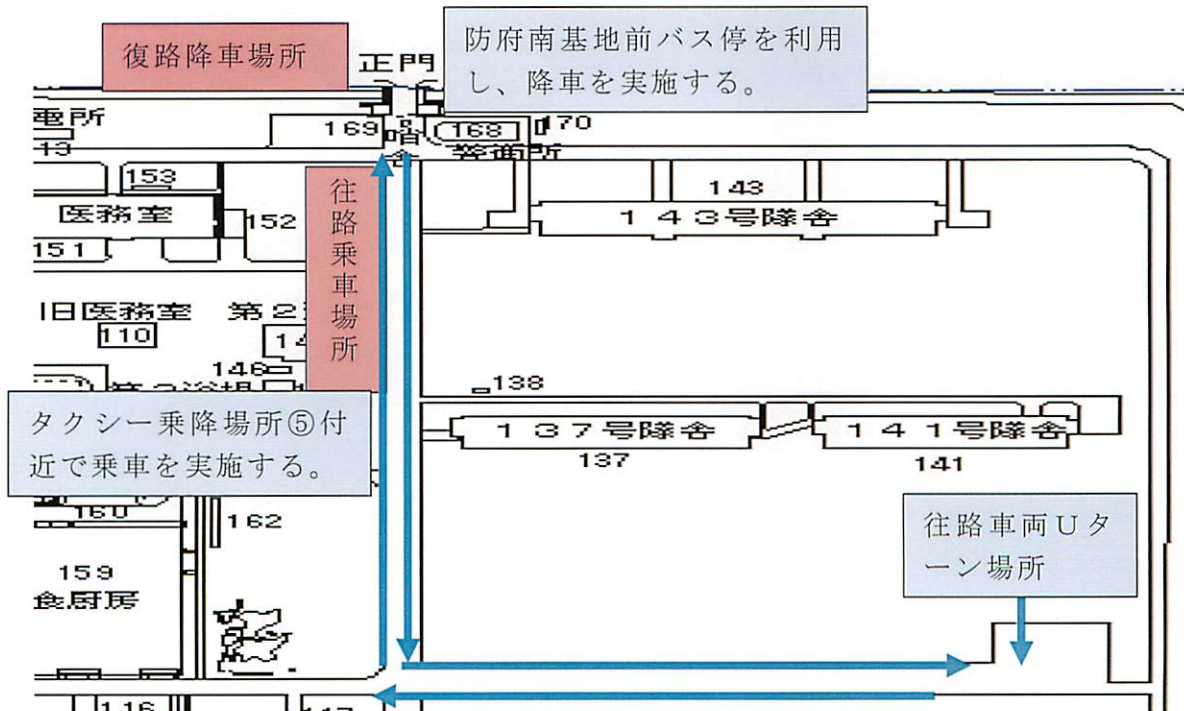 復路降車場所
正門
防府南基地前バス停を利用
し、降車を実施する。
電所
13
169
168
170
警衛所
153
医務室
152
151
往路乗車場所
143
143号隊舎
旧医務室
第2
110
146
138
137号隊舎
137
141号隊舎
141
タクシー乗降場所⑤付
近で乗車を実施する。
160
162
159
食厨房
往路車両Uタ
ーン場所
116
117